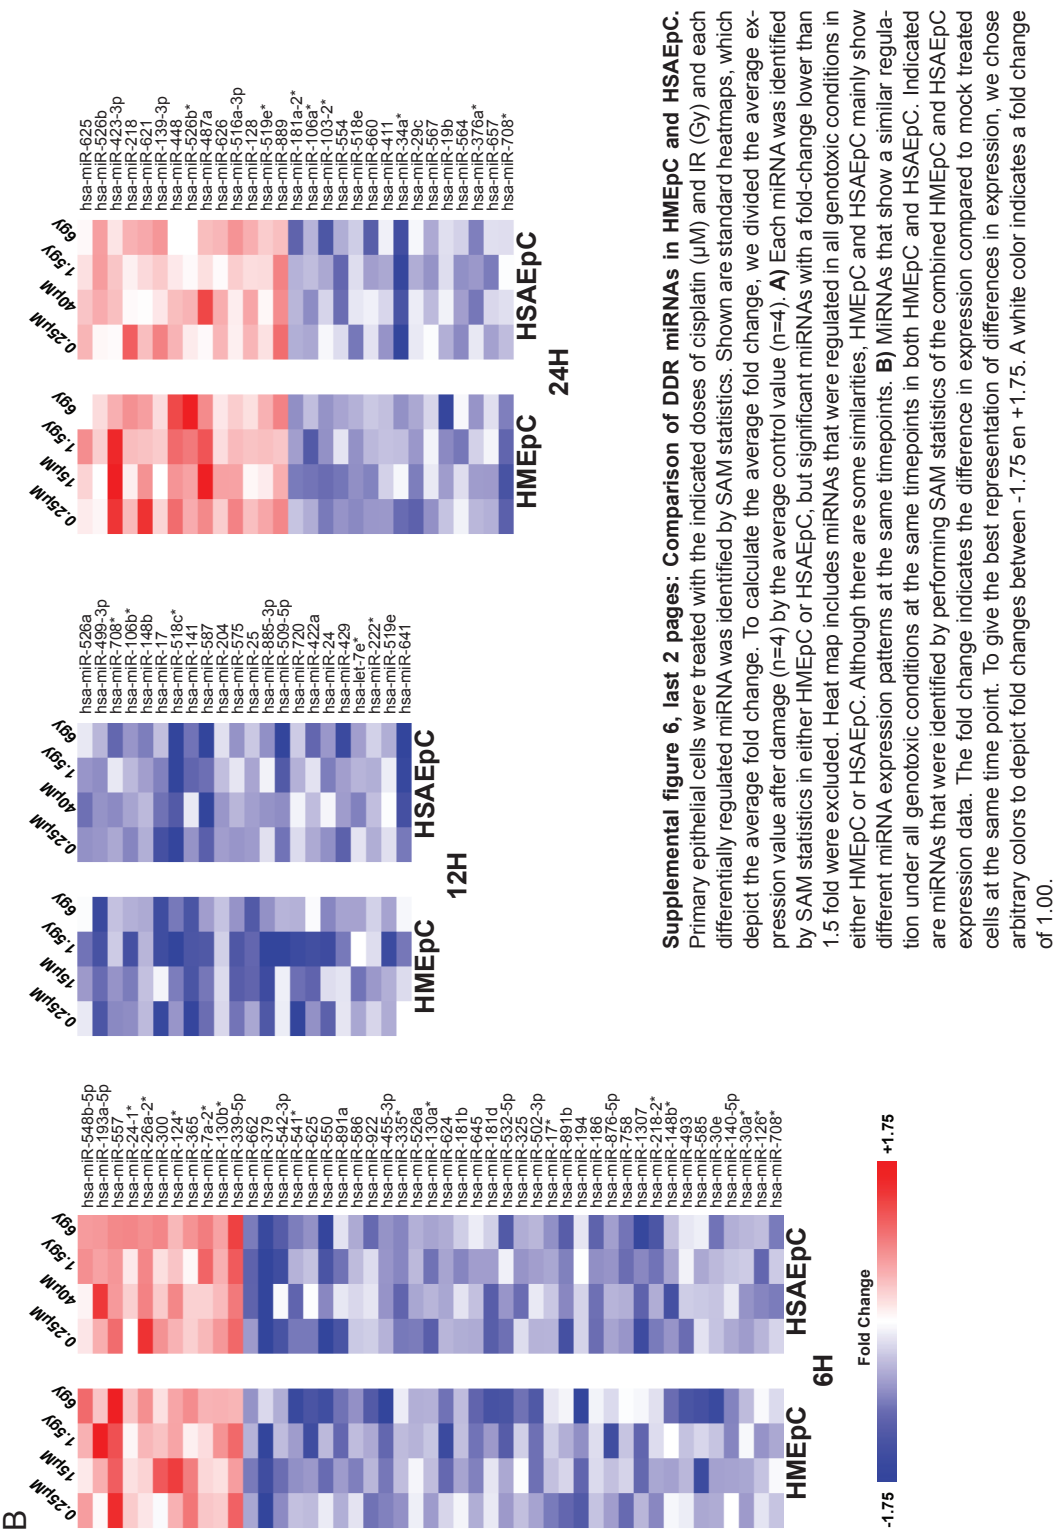 B
0.25µM
15µM
1.5gy
6gy
0.25µM
40µM
1.5gy
6gy
hsa-miR-548b-5p
hsa-miR-193a-5p
hsa-miR-557
hsa-miR-24-1*
hsa-miR-26a-2*
hsa-miR-300
hsa-miR-124*
hsa-miR-365
hsa-miR-7a-2*
hsa-miR-130b*
hsa-miR-339-5p
hsa-miR-662
hsa-miR-379
hsa-miR-542-3p
hsa-miR-541*
hsa-miR-625
hsa-miR-550
hsa-miR-891a
hsa-miR-586
hsa-miR-922
hsa-miR-455-3p
hsa-miR-335*
hsa-miR-526a
hsa-miR-130a*
hsa-miR-624
hsa-miR-181b
hsa-miR-645
hsa-miR-181d
hsa-miR-532-5p
hsa-miR-325
hsa-miR-502-3p
hsa-miR-17*
hsa-miR-891b
hsa-miR-194
hsa-miR-186
hsa-miR-876-5p
hsa-miR-758
hsa-miR-1307
hsa-miR-218-2*
hsa-miR-148b*
hsa-miR-493
hsa-miR-585
hsa-miR-30e
hsa-miR-140-5p
hsa-miR-30a*
hsa-miR-126*
hsa-miR-708*
HMEpC
HSAEpC
6H
Fold Change
-1.75
+1.75
0.25µM
15µM
1.5gy
6gy
0.25µM
40µM
1.5gy
6gy
hsa-miR-526a
hsa-miR-499-3p
hsa-miR-708*
hsa-miR-106b*
hsa-miR-148b
hsa-miR-17
hsa-miR-518c*
hsa-miR-141
hsa-miR-587
hsa-miR-204
hsa-miR-575
hsa-miR-25
hsa-miR-885-3p
hsa-miR-509-5p
hsa-miR-720
hsa-miR-422a
hsa-miR-24
hsa-miR-429
hsa-let-7e*
hsa-miR-222*
hsa-miR-519e
hsa-miR-641
HMEpC
HSAEpC
12H
0.25µM
15µM
1.5gy
6gy
0.25µM
40µM
1.5gy
6gy
hsa-miR-625
hsa-miR-526b
hsa-miR-423-3p
hsa-miR-218
hsa-miR-621
hsa-miR-139-3p
hsa-miR-448
hsa-miR-526b*
hsa-miR-487a
hsa-miR-626
hsa-miR-516a-3p
hsa-miR-128
hsa-miR-519e*
hsa-miR-889
hsa-miR-181a-2*
hsa-miR-106a*
hsa-miR-103-2*
hsa-miR-554
hsa-miR-518e
hsa-miR-660
hsa-miR-411
hsa-miR-34a*
hsa-miR-29c
hsa-miR-567
hsa-miR-19b
hsa-miR-564
hsa-miR-376a*
hsa-miR-657
hsa-miR-708*
HMEpC
HSAEpC
24H
Supplemental figure 6, last 2 pages: Comparison of DDR miRNAs in HMEpC and HSAEpC.
Primary epithelial cells were treated with the indicated doses of cisplatin (µM) and IR (Gy) and each
differentially regulated miRNA was identified by SAM statistics. Shown are standard heatmaps, which
depict the average fold change. To calculate the average fold change, we divided the average ex-
pression value after damage (n=4) by the average control value (n=4). A) Each miRNA was identified
by SAM statistics in either HMEpC or HSAEpC, but significant miRNAs with a fold-change lower than
1.5 fold were excluded. Heat map includes miRNAs that were regulated in all genotoxic conditions in
either HMEpC or HSAEpC. Although there are some similarities, HMEpC and HSAEpC mainly show
different miRNA expression patterns at the same timepoints. B) MiRNAs that show a similar regula-
tion under all genotoxic conditions at the same timepoints in both HMEpC and HSAEpC. Indicated
are miRNAs that were identified by performing SAM statistics of the combined HMEpC and HSAEpC
expression data. The fold change indicates the difference in expression compared to mock treated
cells at the same time point. To give the best representation of differences in expression, we chose
arbitrary colors to depict fold changes between -1.75 en +1.75. A white color indicates a fold change
of 1.00.